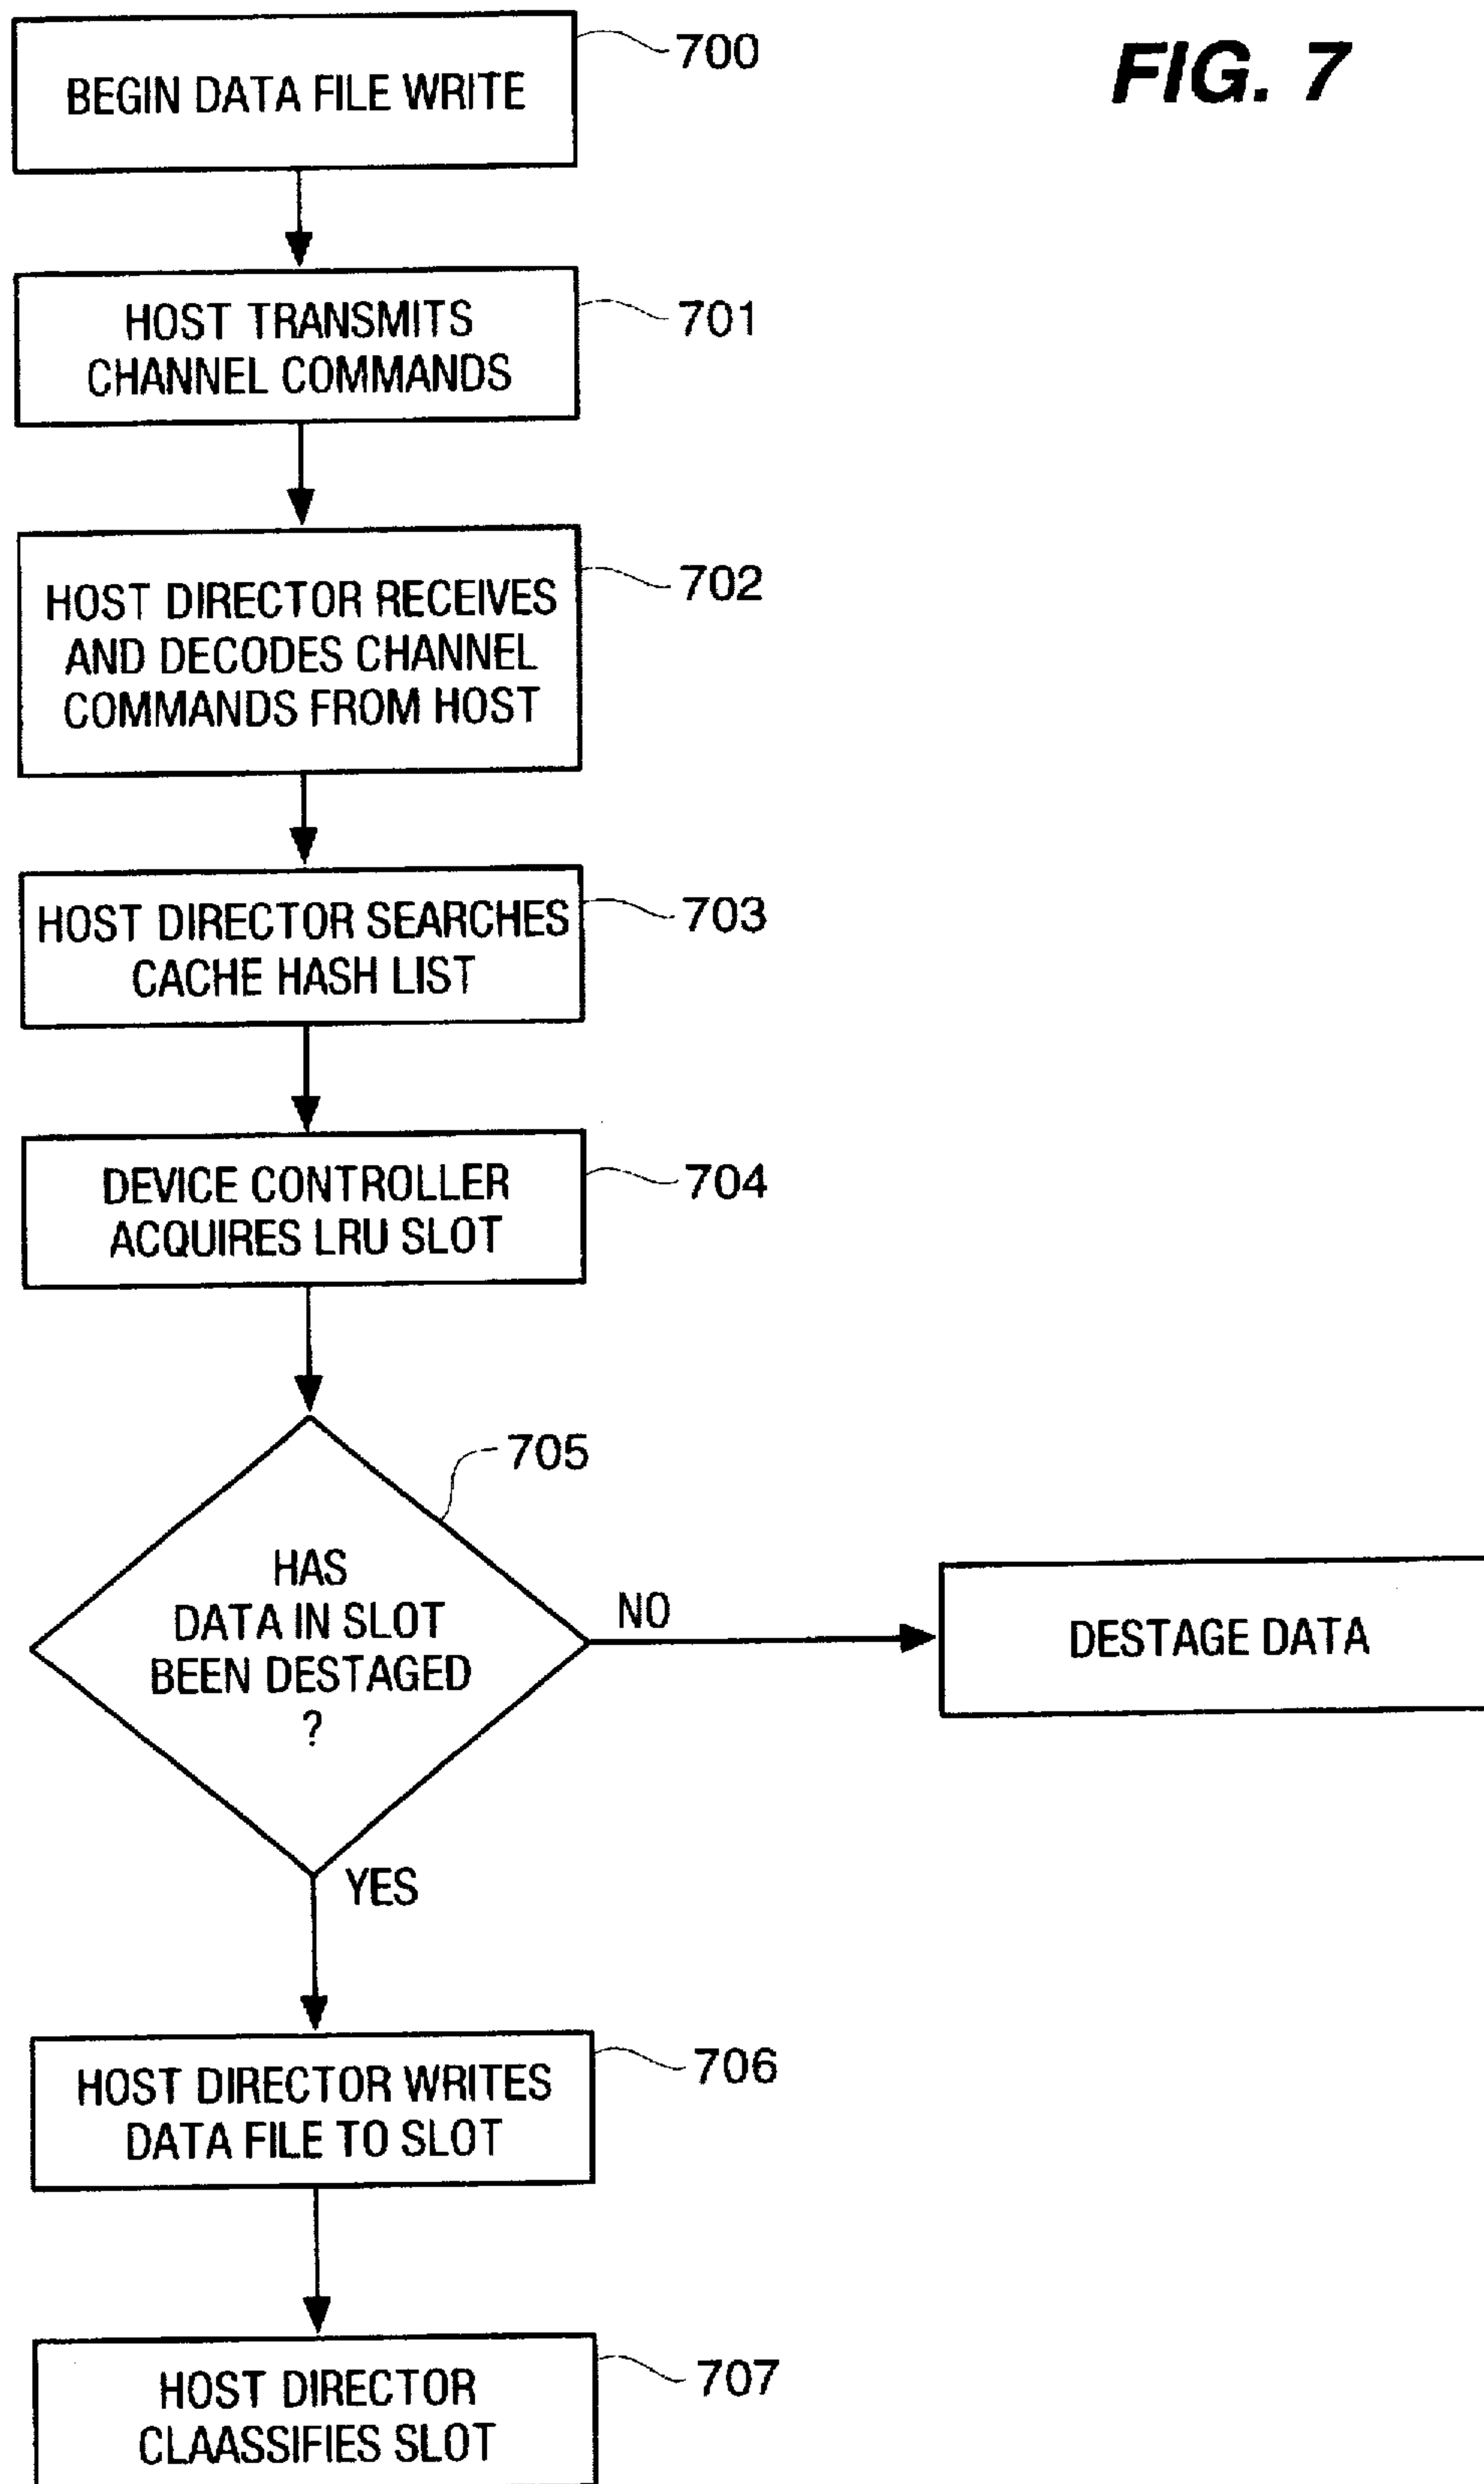 FIG. 7
BEGIN DATA FILE WRITE
700
HOST TRANSMITS
CHANNEL COMMANDS
701
HOST DIRECTOR RECEIVES
AND DECODES CHANNEL
COMMANDS FROM HOST
702
HOST DIRECTOR SEARCHES
CACHE HASH LIST
703
DEVICE CONTROLLER
ACQUIRES LRU SLOT
704
HAS
DATA IN SLOT
BEEN DESTAGED
?
705
NO
DESTAGE DATA
YES
HOST DIRECTOR WRITES
DATA FILE TO SLOT
706
HOST DIRECTOR
CLAASSIFIES SLOT
707